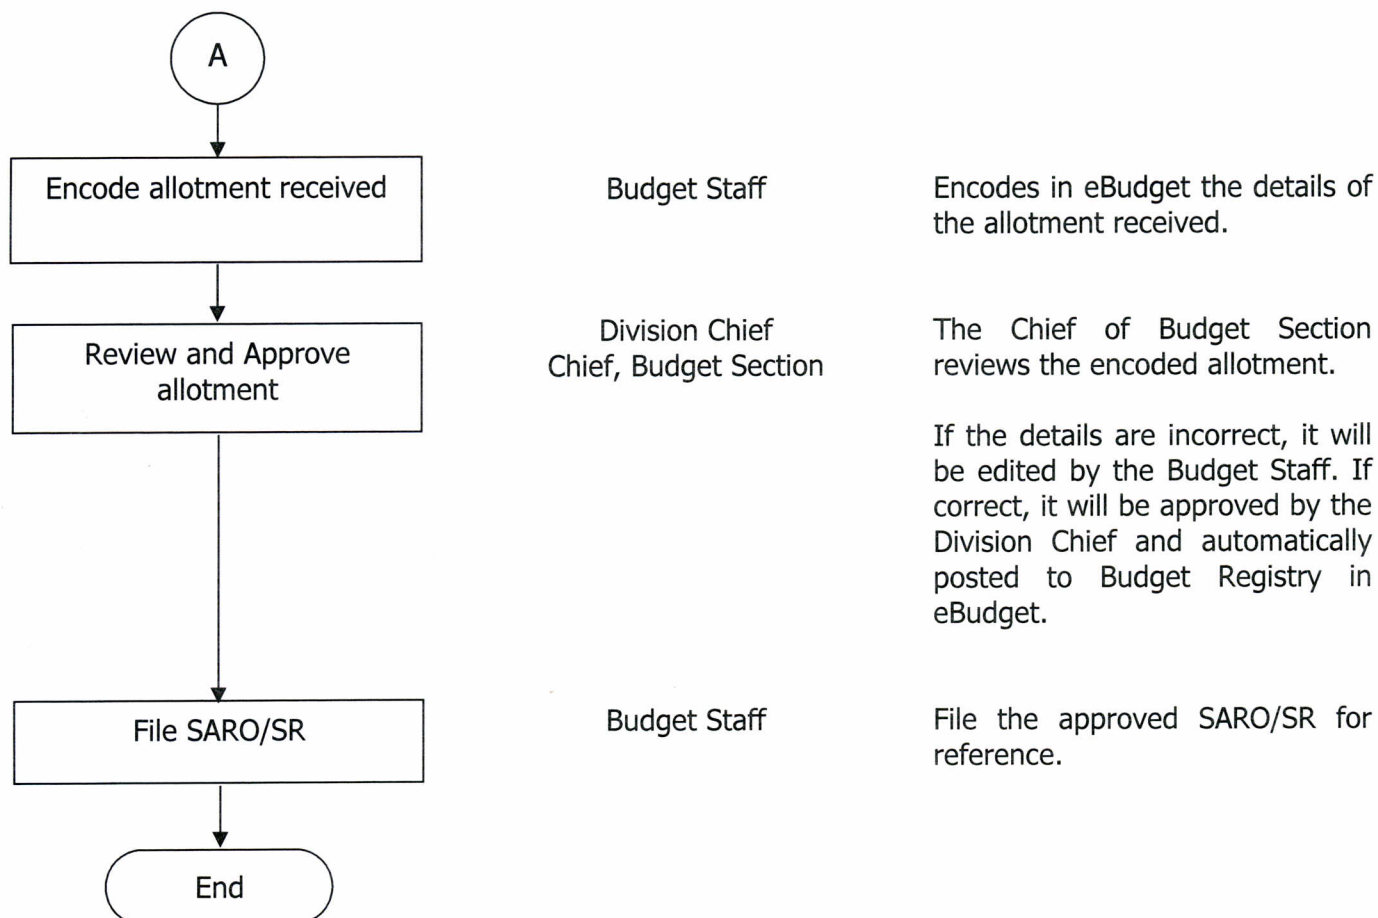 A
Encode allotment received
Budget Staff
Encodes in eBudget the details of
the allotment received.
Review and Approve
allotment
Division Chief
Chief, Budget Section
The Chief of Budget Section
reviews the encoded allotment.
If the details are incorrect, it will
be edited by the Budget Staff. If
correct, it will be approved by the
Division Chief and automatically
posted to Budget Registry in
eBudget.
File SARO/SR
Budget Staff
File the approved SARO/SR for
reference.
End